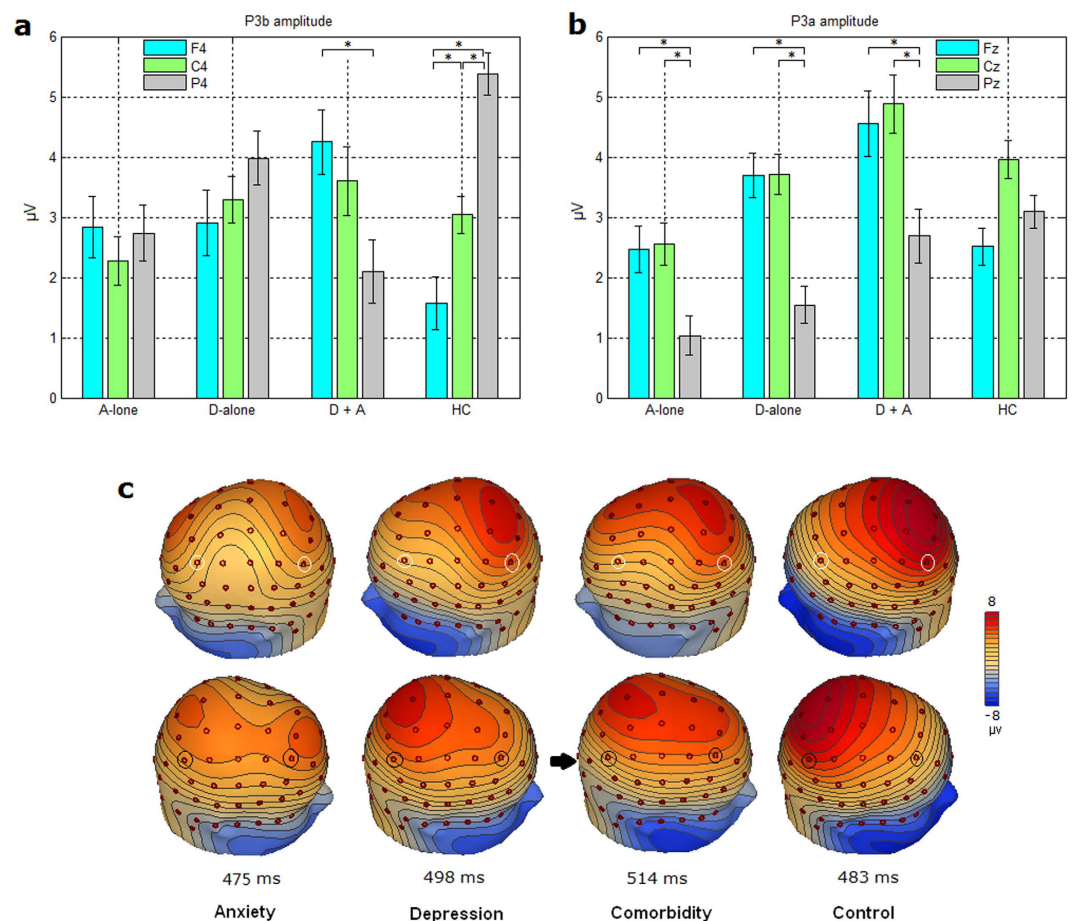 a
P3b amplitude
µV
6
5
4
3
2
1
0
F4
C4
P4
*
*
* *
A-lone D-alone D + A HC
b
P3a amplitude
µV
6
5
4
3
2
1
0
Fz
Cz
Pz
* * *
* * *
A-lone D-alone D + A HC
c
8
-8
µv
475 ms 498 ms 514 ms 483 ms
Anxiety Depression Comorbidity Control